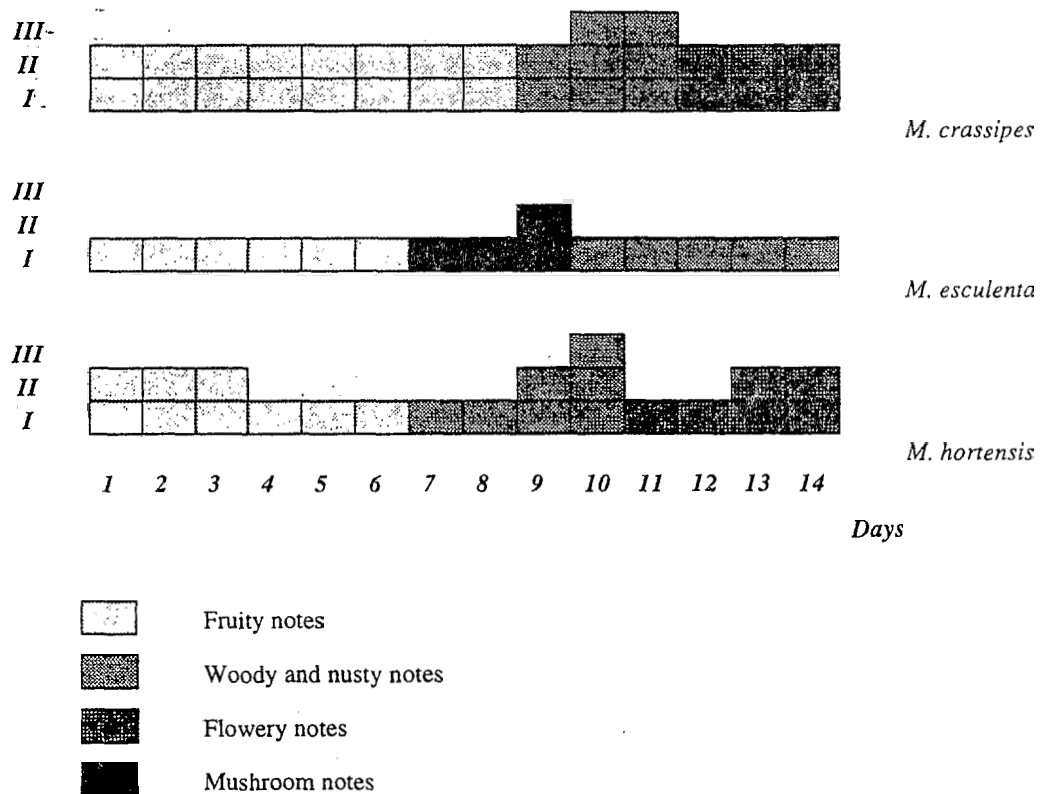 III-
II
I -
M. crassipes
III
II
I
M. esculenta
III
II
I
M. hortensis
1 2 3 4 5 6 7 8 9 10 11 12 13 14
Days
Fruity notes
Woody and nusty notes
Flowery notes
Mushroom notes